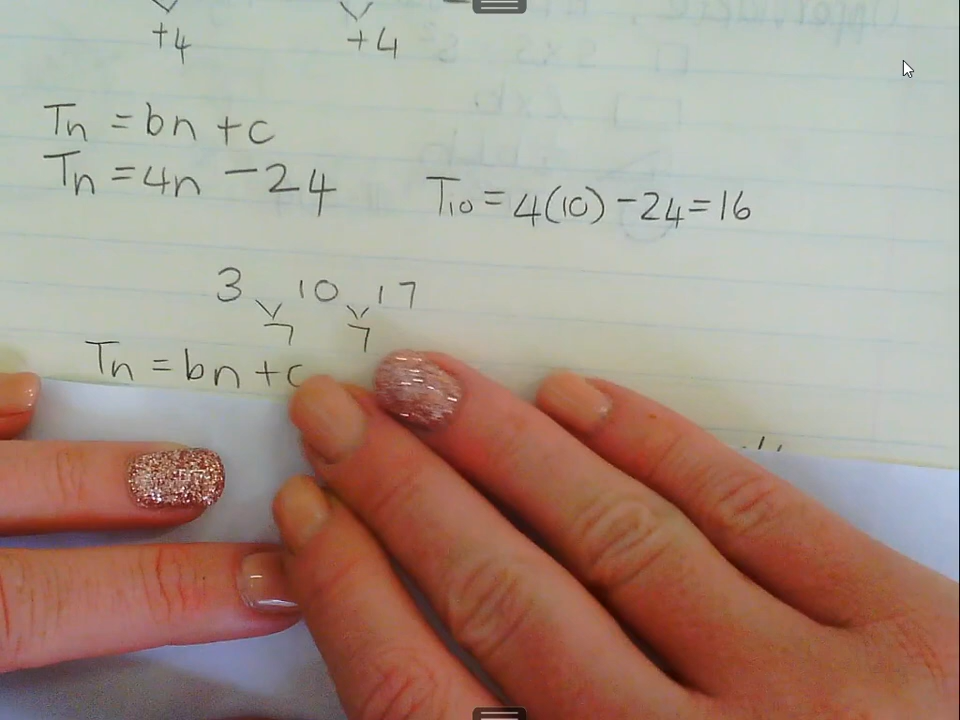 +4 +4
Tn = bn + c
Tn = 4n - 24
T10 = 4(10) - 24 = 16
3 10 17
7 7
Tn = bn + c